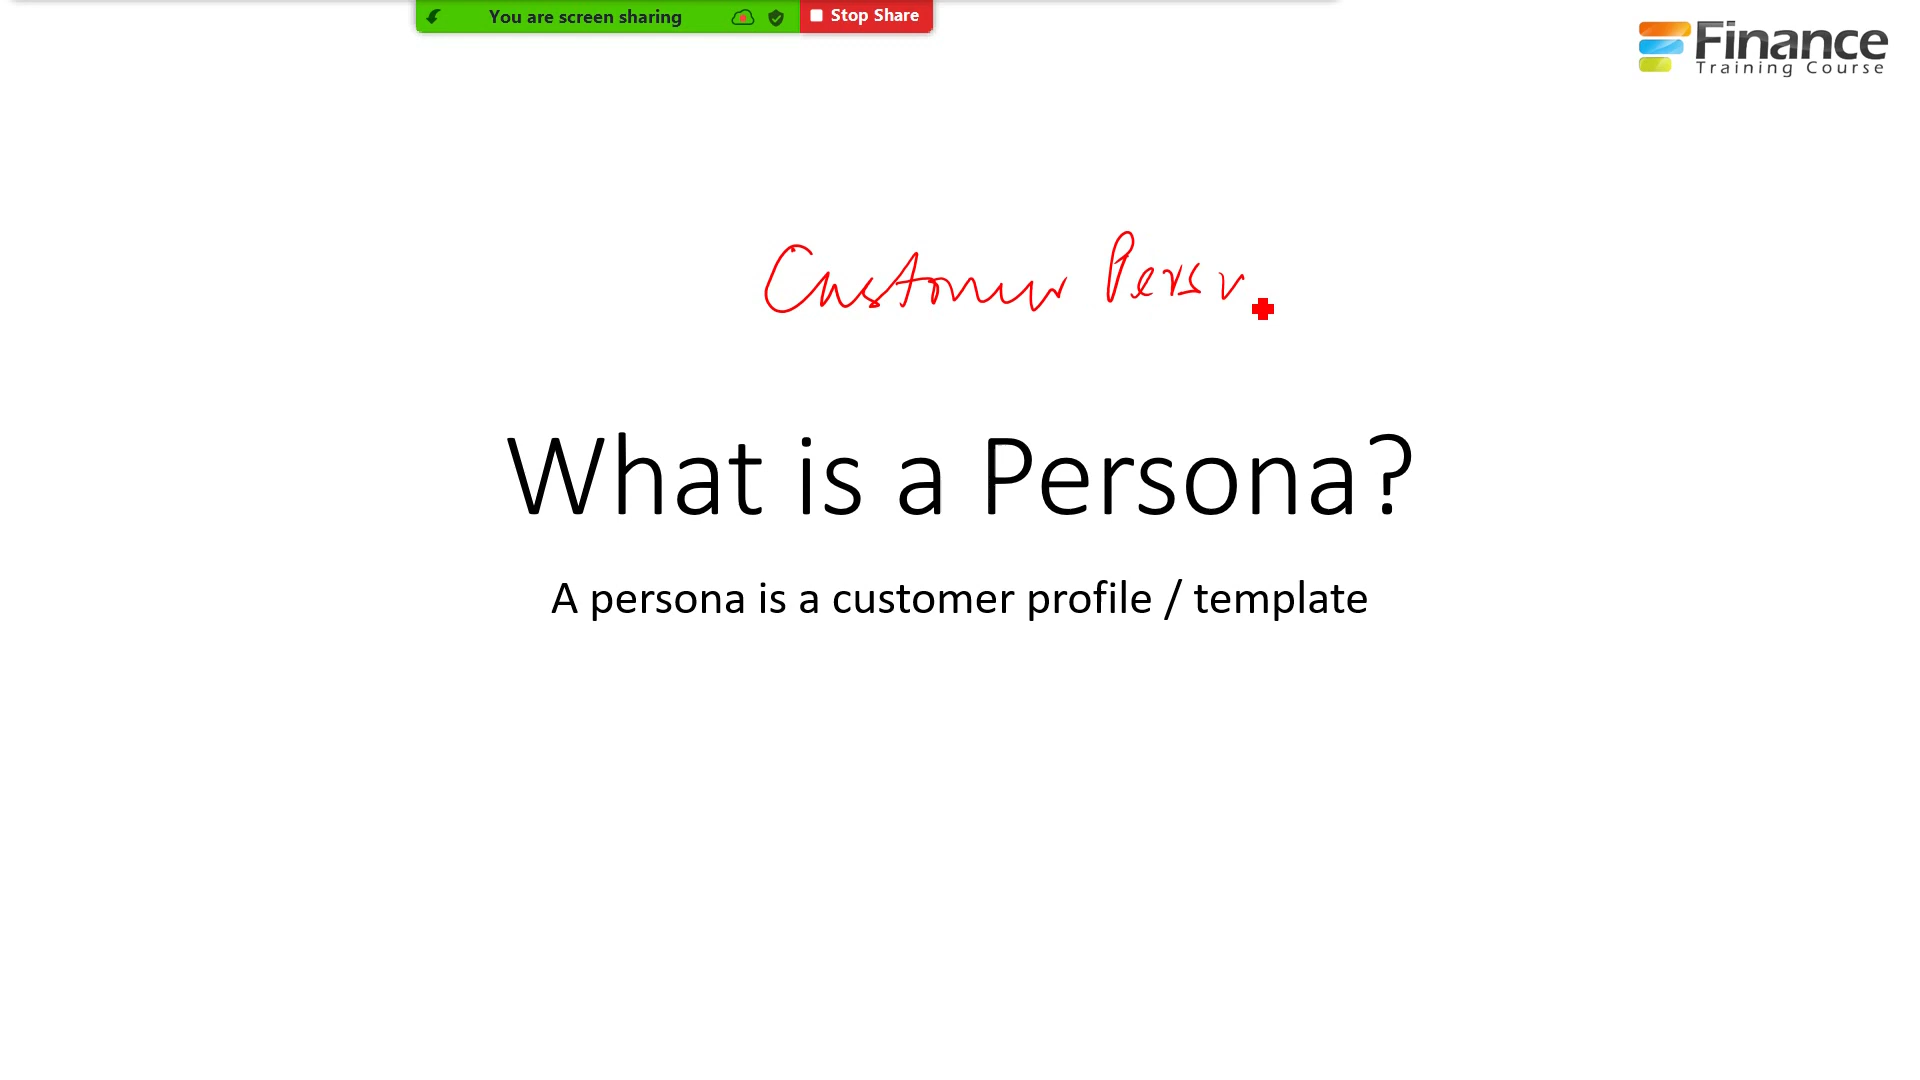 You are screen sharing
Stop Share
Finance
Training Course
Customer
What is a Persona?
A persona is a customer profile / template